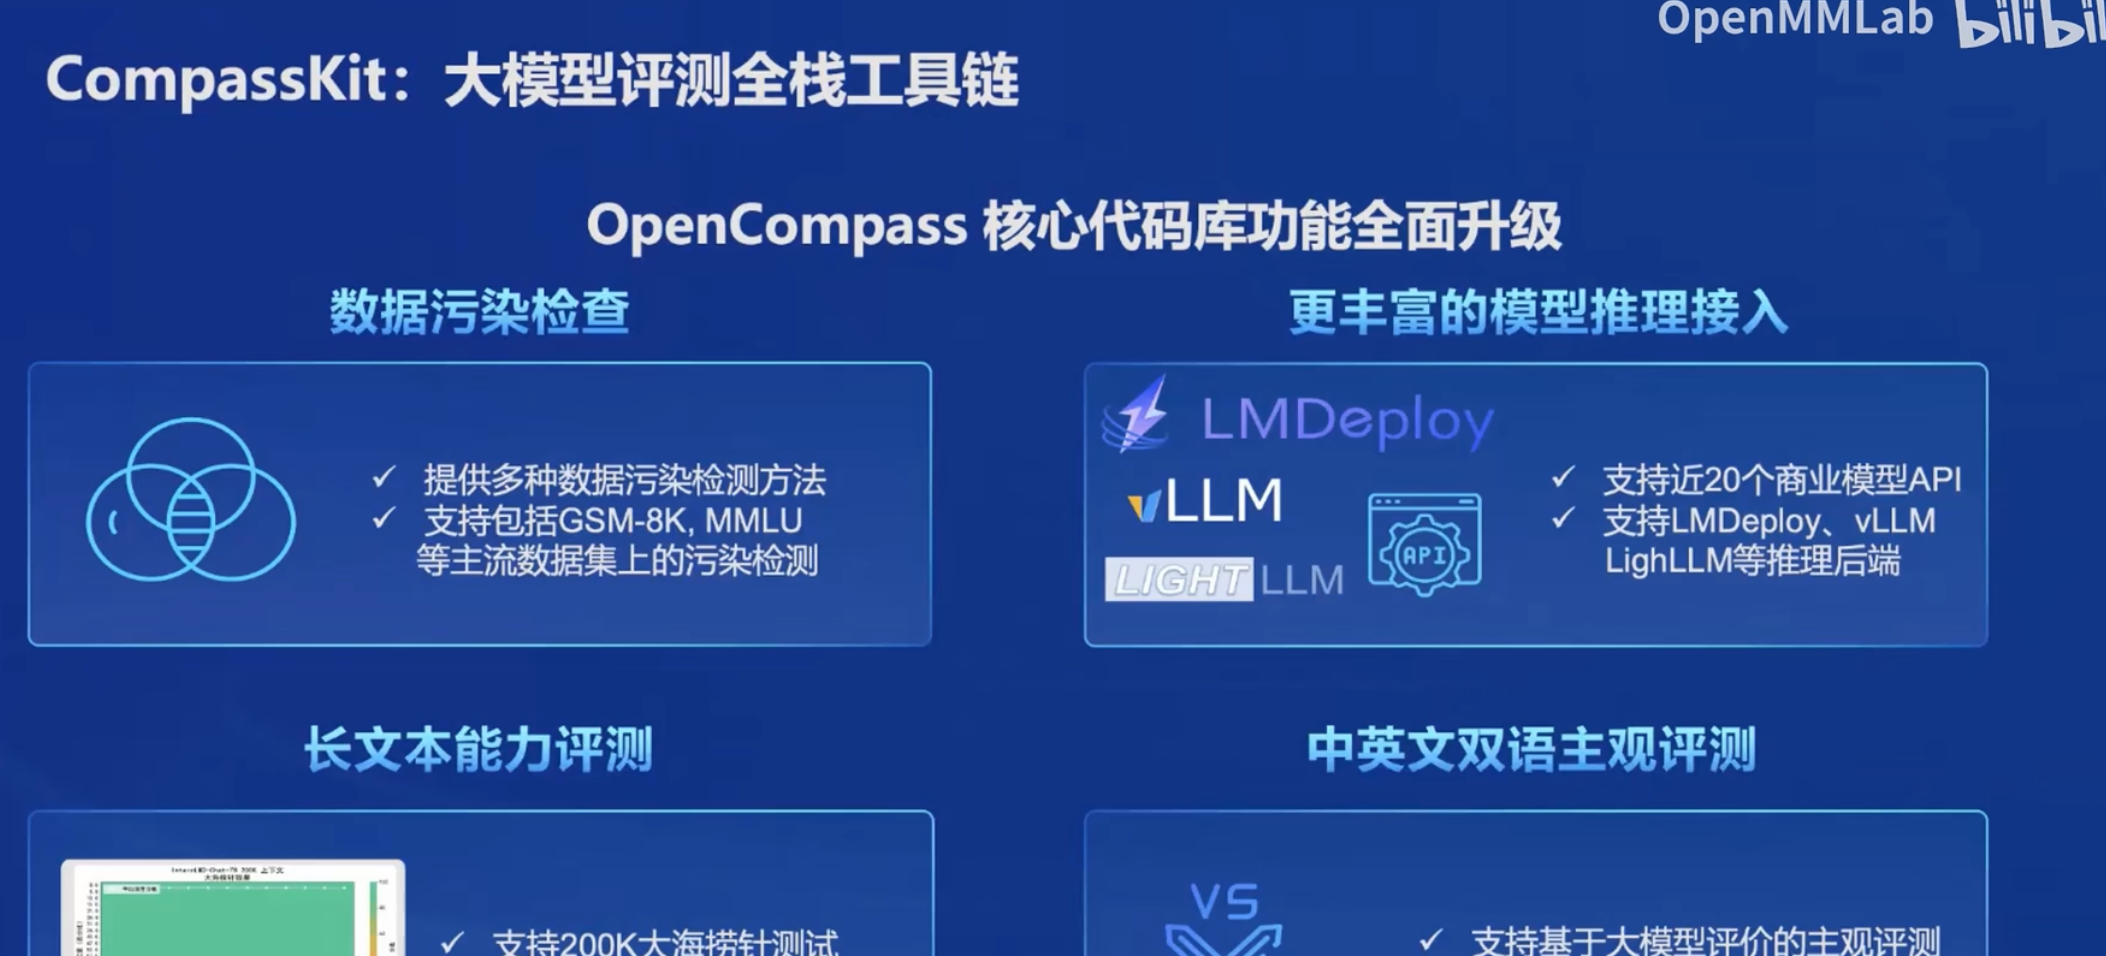 OpenMMLab bilibil
CompassKit：大模型评测全栈工具链
OpenCompass 核心代码库功能全面升级
数据污染检查
✓ 提供多种数据污染检测方法
✓ 支持包括GSM-8K, MMLU
等主流数据集上的污染检测
更丰富的模型推理接入
LMDeploy
vLLM
LIGHT LLM
API
✓ 支持近20个商业模型API
✓ 支持LMDeploy、vLLM
LighLLM等推理后端
长文本能力评测
✓ 支持200K大海捞针测试
中英文双语主观评测
VS
✓ 支持基于大模型评价的主观评测